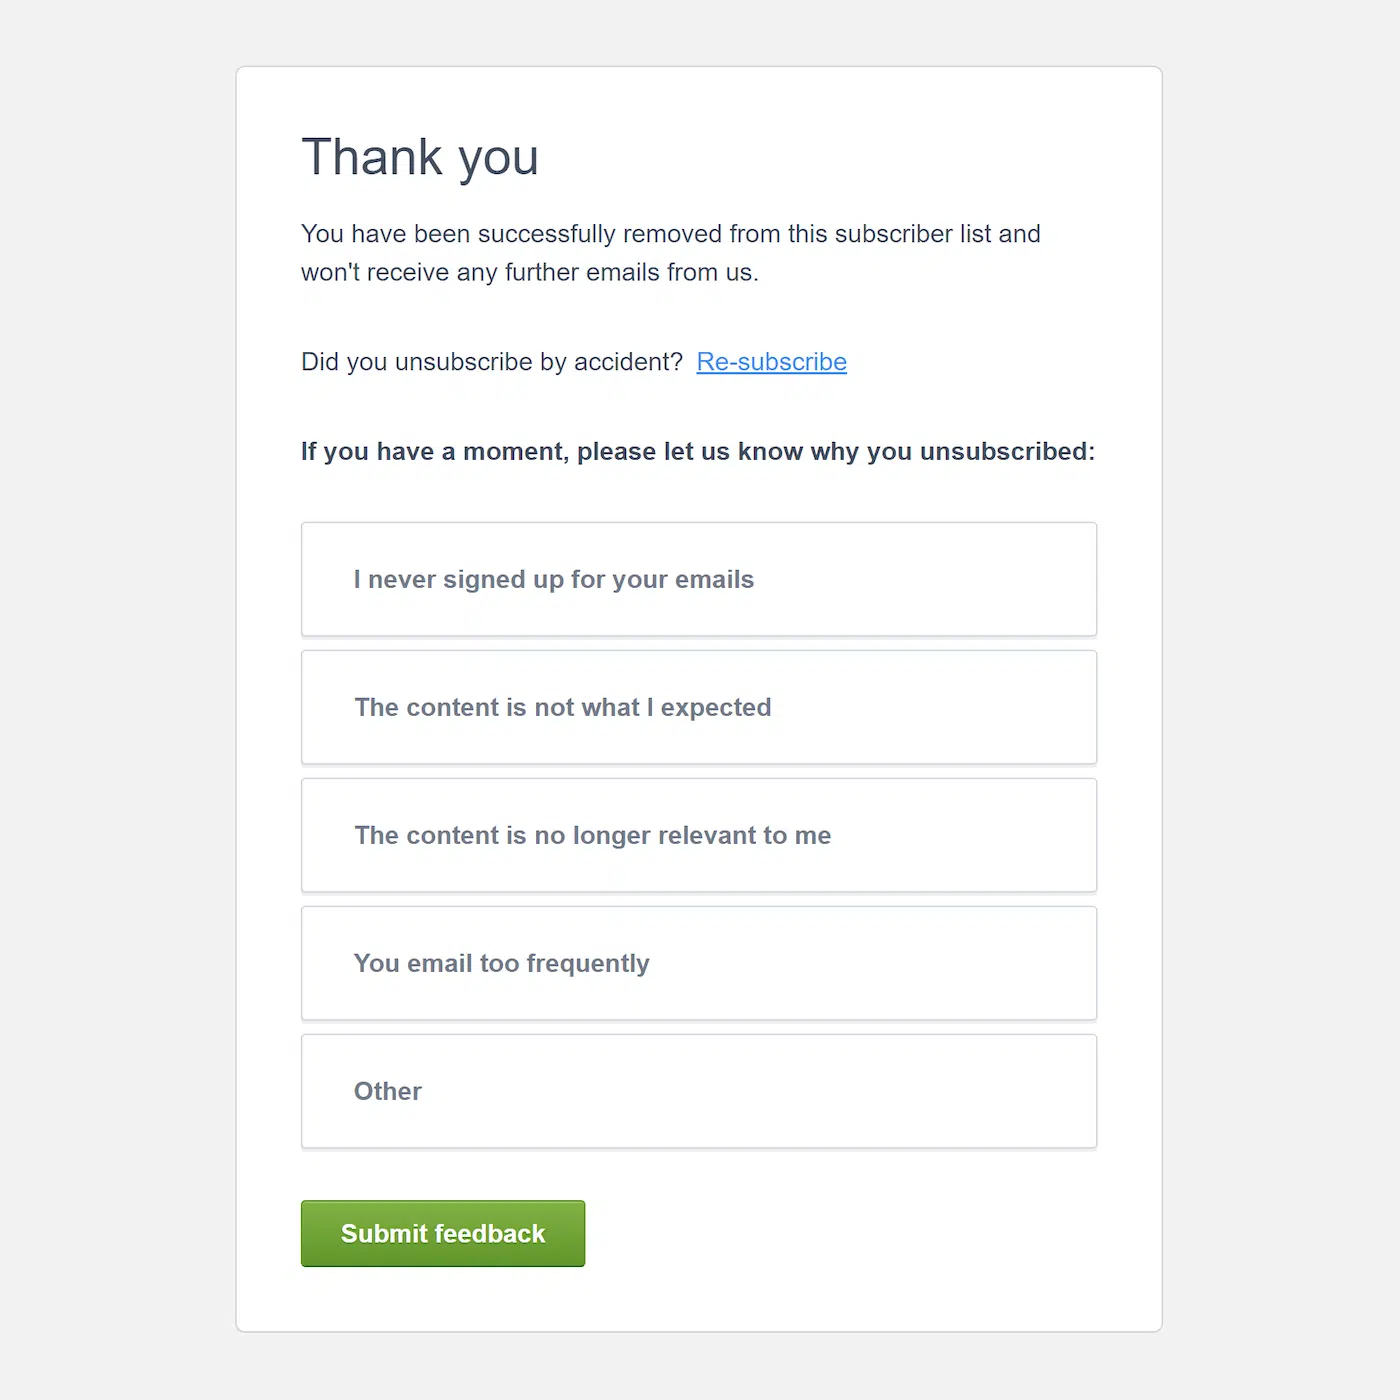 Thank you
You have been successfully removed from this subscriber list and
won't receive any further emails from us.
Did you unsubscribe by accident? Re-subscribe
If you have a moment, please let us know why you unsubscribed:
I never signed up for your emails
The content is not what I expected
The content is no longer relevant to me
You email too frequently
Other
Submit feedback